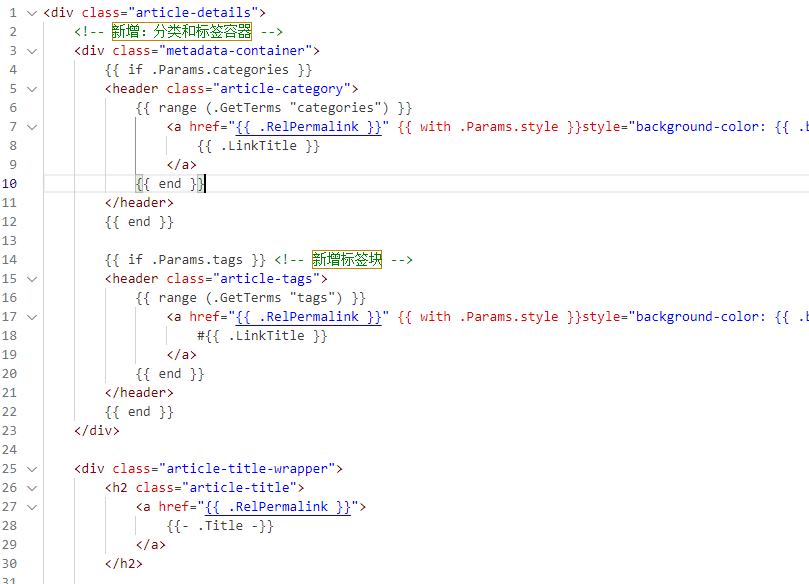 1 <div class="article-details">
2 <!-- 新增：分类和标签容器 -->
3 <div class="metadata-container">
4 {{ if .Params.categories }}
5 <header class="article-category">
6 {{ range (.GetTerms "categories") }}
7 <a href="{{ .RelPermalink }}" {{ with .Params.style }}style="background-color: {{ .b
8 {{ .LinkTitle }}
9 </a>
10 {{ end }}
11 </header>
12 {{ end }}
13
14 {{ if .Params.tags }} <!-- 新增标签块 -->
15 <header class="article-tags">
16 {{ range (.GetTerms "tags") }}
17 <a href="{{ .RelPermalink }}" {{ with .Params.style }}style="background-color: {{ .b
18 #{{ .LinkTitle }}
19 </a>
20 {{ end }}
21 </header>
22 {{ end }}
23 </div>
24
25 <div class="article-title-wrapper">
26 <h2 class="article-title">
27 <a href="{{ .RelPermalink }}">
28 {{- .Title -}}
29 </a>
30 </h2>
31